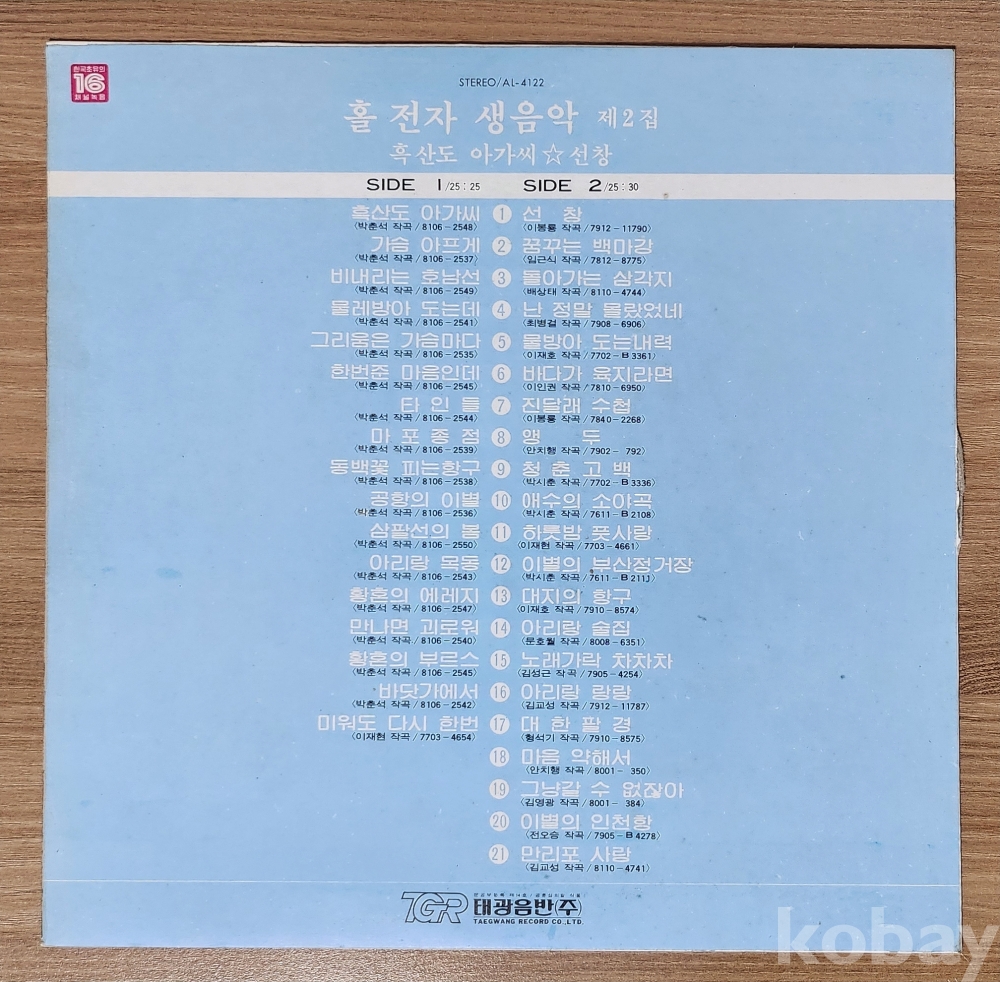 한국초유의
16
채널녹음
STEREO/AL-4122
홀 전자 생음악 제2집
흑산도 아가씨☆선창
SIDE 1/25:25 SIDE 2/25:30
흑산도 아가씨 1 선 창
〈박춘석 작곡/8106-2548〉 〈이봉룡 작곡/7912-11790〉
가슴 아프게 2 꿈꾸는 백마강
〈박춘석 작곡/8106-2537〉 〈임근식 작곡/7812-8775〉
비내리는 호남선 3 돌아가는 삼각지
〈박춘석 작곡/8106-2549〉 〈배상태 작곡/8110-4744〉
물레방아 도는데 4 난 정말 몰랐었네
〈박춘석 작곡/8106-2541〉 〈최병걸 작곡/7908-6906〉
그리움은 가슴마다 5 물방아 도는내력
〈박춘석 작곡/8106-2535〉 〈이재호 작곡/7702-B3361〉
한번준 마음인데 6 바다가 육지라면
〈박춘석 작곡/8106-2545〉 〈이인권 작곡/7810-6950〉
타 인 들 7 진달래 수첩
〈박춘석 작곡/8106-2544〉 〈이봉룡 작곡/7840-2268〉
마 포 종 점 8 앵 두
〈박춘석 작곡/8106-2539〉 〈안치행 작곡/7902-792〉
동백꽃 피는항구 9 청 춘 고 백
〈박춘석 작곡/8106-2538〉 〈박시춘 작곡/7702-B3336〉
공항의 이별 10 애수의 소야곡
〈박춘석 작곡/8106-2536〉 〈박시춘 작곡/7611-B2108〉
삼팔선의 봄 11 하룻밤 풋사랑
〈박춘석 작곡/8106-2550〉 〈이재현 작곡/7703-4661〉
아리랑 목동 12 이별의 부산정거장
〈박춘석 작곡/8106-2543〉 〈박시춘 작곡/7611-B2111〉
황혼의 에레지 13 대지의 항구
〈박춘석 작곡/8106-2547〉 〈이재호 작곡/7910-8574〉
만나면 괴로워 14 아리랑 술집
〈박춘석 작곡/8106-2540〉 〈문호월 작곡/8008-6351〉
황혼의 부르스 15 노래가락 차차차
〈박춘석 작곡/8106-2545〉 〈김성근 작곡/7905-4254〉
바닷가에서 16 아리랑 랑랑
〈박춘석 작곡/8106-2542〉 〈김교성 작곡/7912-11787〉
미워도 다시 한번 17 대 한 팔 경
〈이재현 작곡/7703-4654〉 〈형석기 작곡/7910-8575〉
18 마음 약해서
〈안치행 작곡/8001-350〉
19 그냥갈 수 없잖아
〈김영광 작곡/8001-384〉
20 이별의 인천항
〈전오승 작곡/7905-B4278〉
21 만리포 사랑
〈김교성 작곡/8110-4741〉
TGR 태광음반(주)
TAEGWANG RECORD CO.,LTD.
kobay